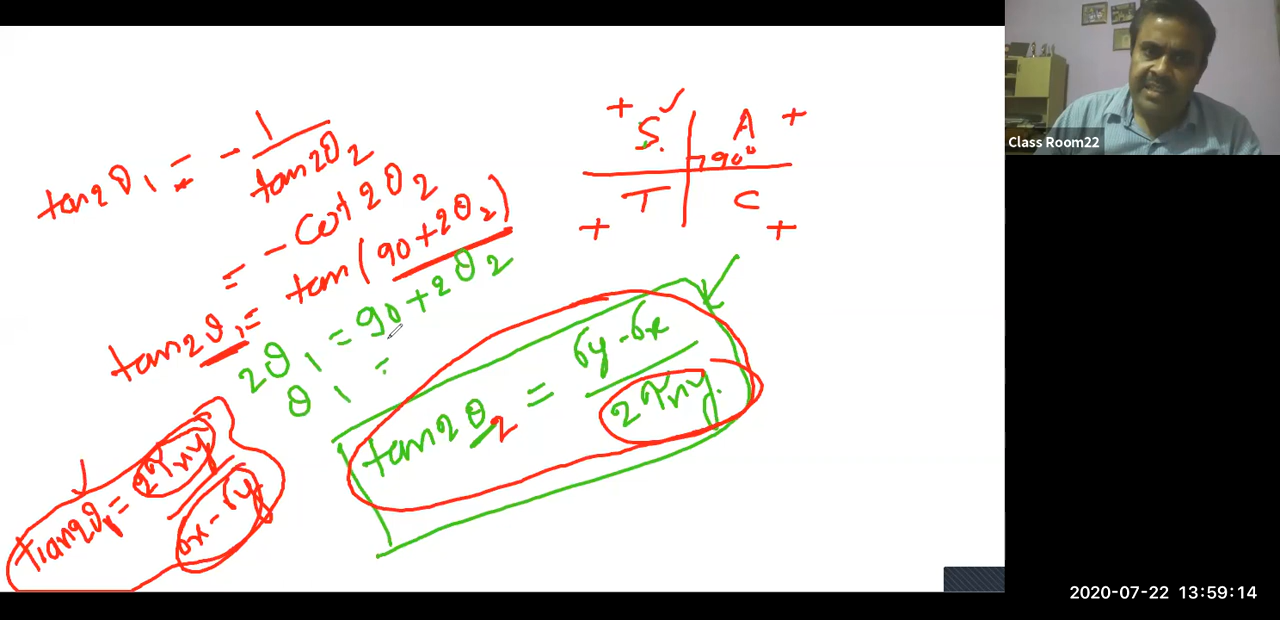 tan2θ₁ = - 1/tan2θ₂
= - Cot 2θ₂
tan2θ₁ = tan(90+2θ₂)
2θ₁ = 90+2θ₂
θ₁ =
+ S. ✓ A +
90°
T C
+ +
tan2θ₂ = σy-σx / 2τxy.
tan2θ₁ = 2τxy / σx-σy
Class Room22
2020-07-22 13:59:14